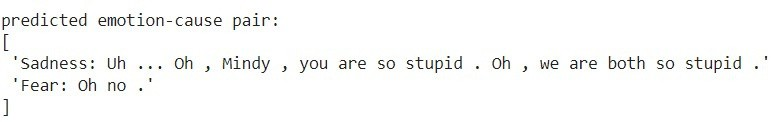 predicted emotion-cause pair:
[
'Sadness: Uh ... Oh , Mindy , you are so stupid . Oh , we are both so stupid .'
'Fear: Oh no .'
]